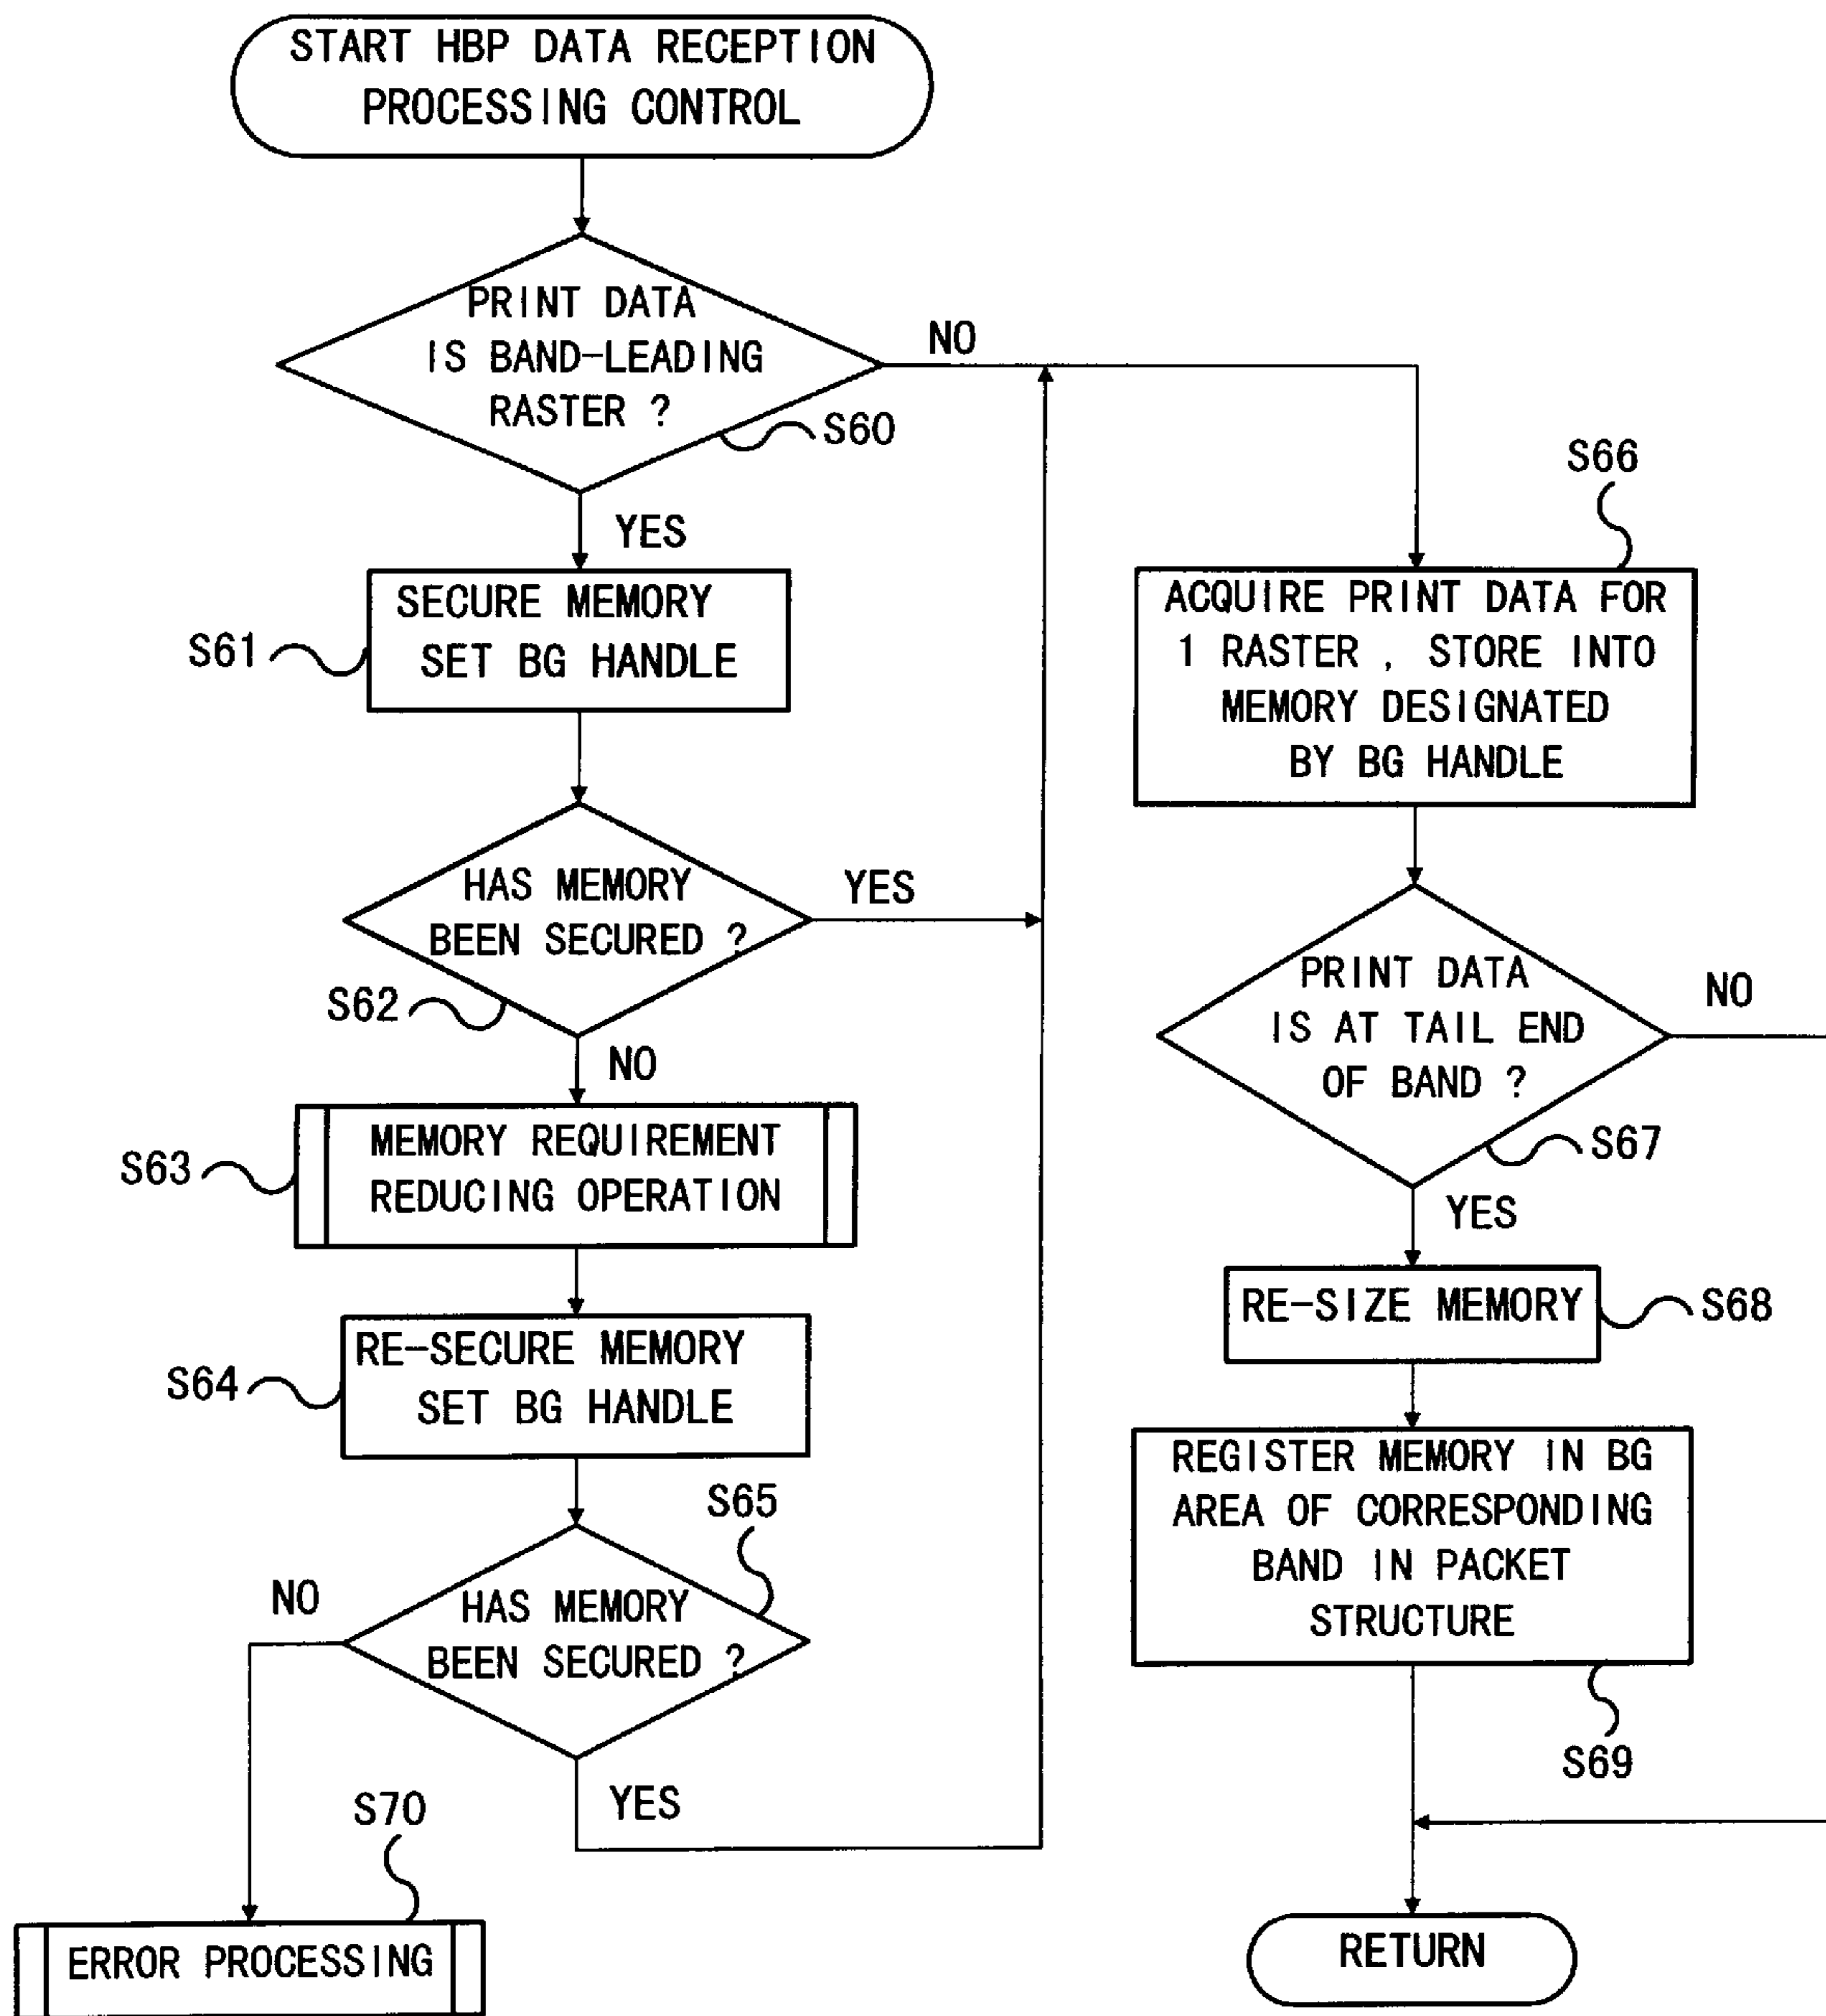 START HBP DATA RECEPTION
PROCESSING CONTROL
PRINT DATA
IS BAND-LEADING
RASTER ?
NO
S60
YES
SECURE MEMORY
SET BG HANDLE
S61
HAS MEMORY
BEEN SECURED ?
YES
S62
NO
MEMORY REQUIREMENT
REDUCING OPERATION
S63
RE-SECURE MEMORY
SET BG HANDLE
S64
S65
HAS MEMORY
BEEN SECURED ?
NO
YES
S70
ERROR PROCESSING
S66
ACQUIRE PRINT DATA FOR
1 RASTER , STORE INTO
MEMORY DESIGNATED
BY BG HANDLE
PRINT DATA
IS AT TAIL END
OF BAND ?
NO
S67
YES
RE-SIZE MEMORY
S68
REGISTER MEMORY IN BG
AREA OF CORRESPONDING
BAND IN PACKET
STRUCTURE
S69
RETURN